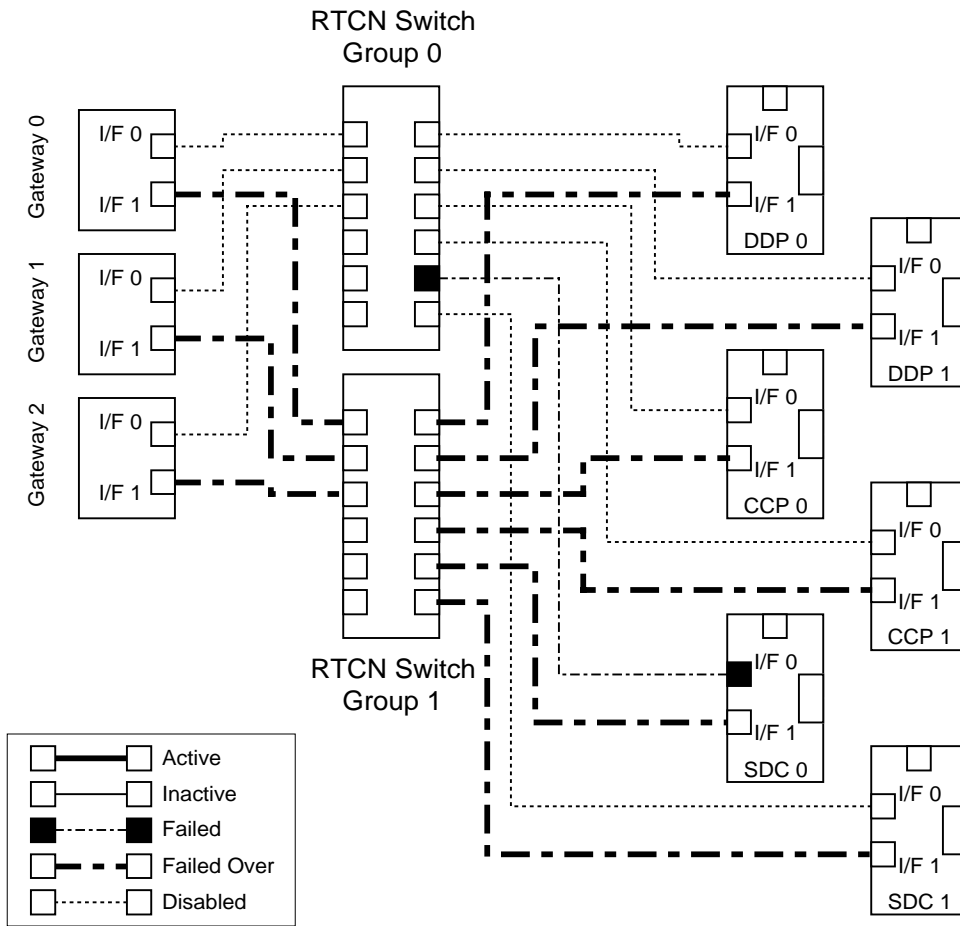 RTCN Switch
Group 0
Gateway 0
I/F 0
I/F 1
Gateway 1
I/F 0
I/F 1
Gateway 2
I/F 0
I/F 1
I/F 0
I/F 1
DDP 0
I/F 0
I/F 1
DDP 1
I/F 0
I/F 1
CCP 0
I/F 0
I/F 1
CCP 1
I/F 0
I/F 1
SDC 0
I/F 0
I/F 1
SDC 1
RTCN Switch
Group 1
Active
Inactive
Failed
Failed Over
Disabled